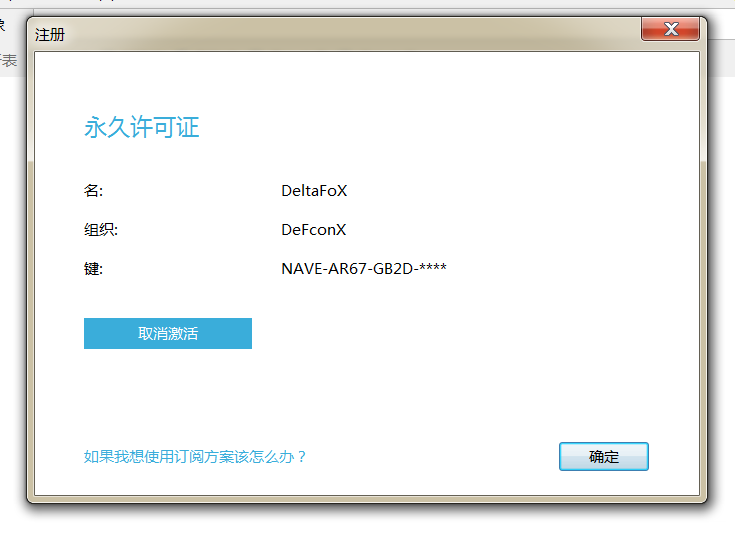 表
注册
永久许可证
名: DeltaFoX
组织: DeFconX
键: NAVE-AR67-GB2D-****
取消激活
如果我想使用订阅方案该怎么办？
确定